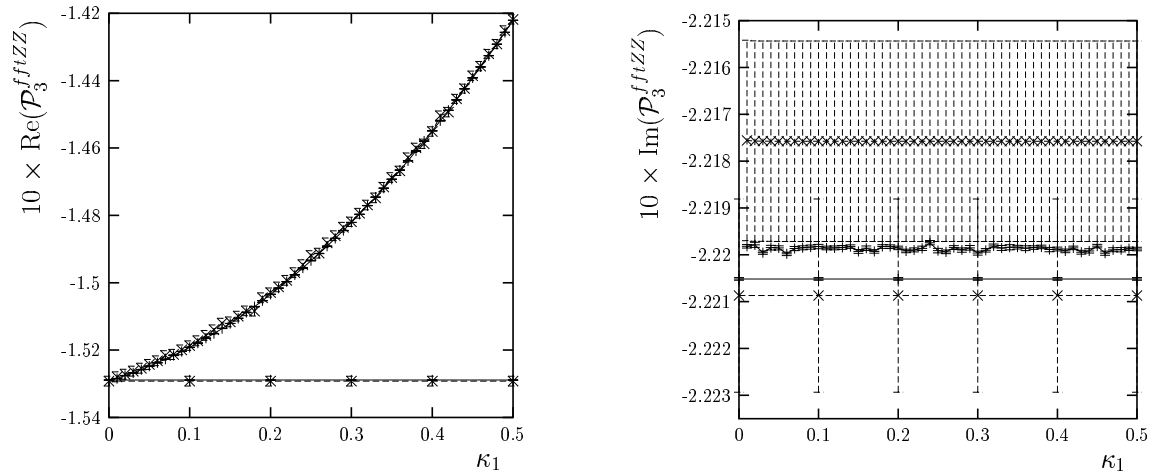 10 × Re(𝒫₃^{fftZZ})
-1.42
-1.44
-1.46
-1.48
-1.5
-1.52
-1.54
0 0.1 0.2 0.3 0.4 0.5
κ₁
10 × Im(𝒫₃^{fftZZ})
-2.215
-2.216
-2.217
-2.218
-2.219
-2.22
-2.221
-2.222
-2.223
0 0.1 0.2 0.3 0.4 0.5
κ₁